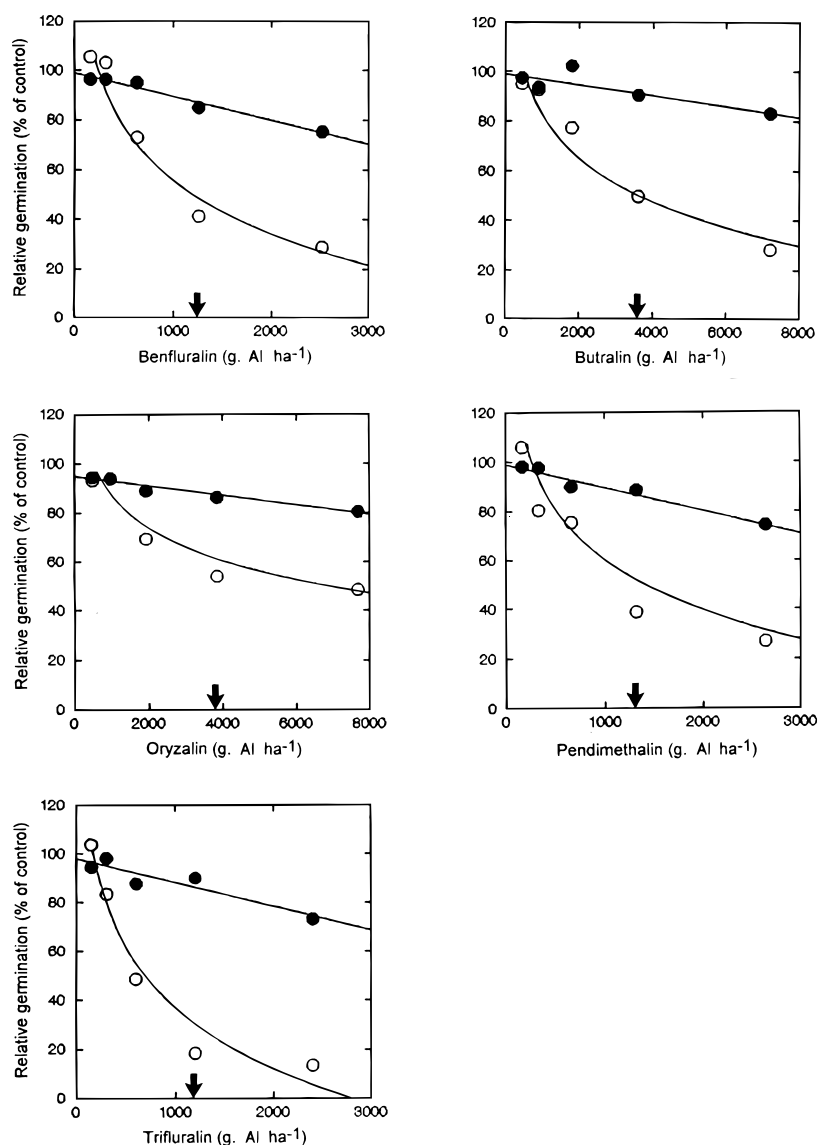 120
100
80
60
40
20
0
Relative germination (% of control)
0 1000 2000 3000
Benfluralin (g. AI ha-1)
120
100
80
60
40
20
0
0 2000 4000 6000 8000
Butralin (g. AI ha-1)
120
100
80
60
40
20
0
Relative germination (% of control)
0 2000 4000 6000 8000
Oryzalin (g. AI ha-1)
120
100
80
60
40
20
0
0 1000 2000 3000
Pendimethalin (g. AI ha-1)
120
100
80
60
40
20
0
Relative germination (% of control)
0 1000 2000 3000
Trifluralin (g. AI ha-1)